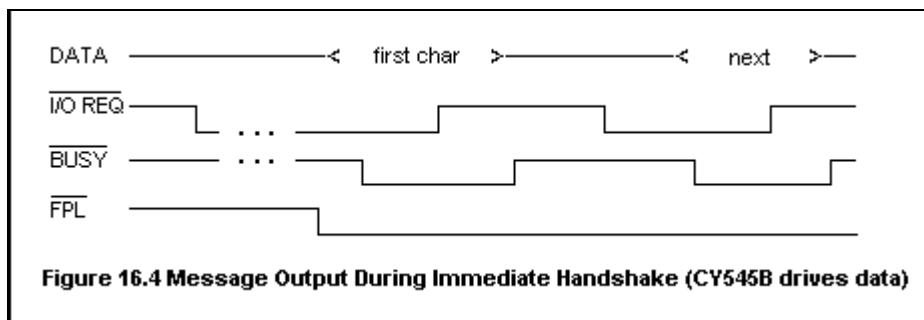 DATA < first char > < next >
I/O REQ . . .
BUSY . . .
FPL
Figure 16.4 Message Output During Immediate Handshake (CY545B drives data)